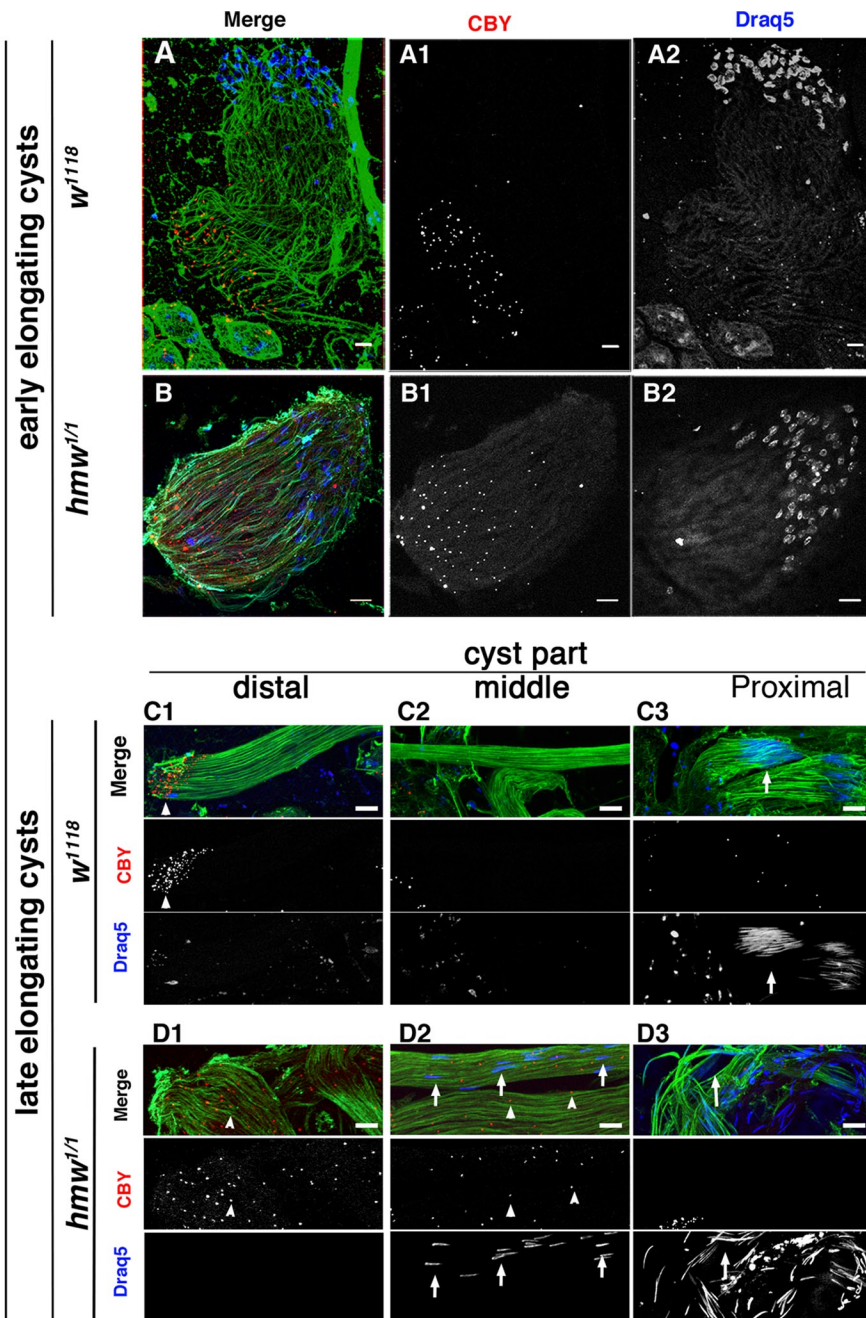 Merge CBY Draq5
early elongating cysts
w1118
A A1 A2
hmw1/1
B B1 B2
cyst part
distal middle Proximal
late elongating cysts
w1118
C1 C2 C3
Merge
CBY
Draq5
hmw1/1
D1 D2 D3
Merge
CBY
Draq5